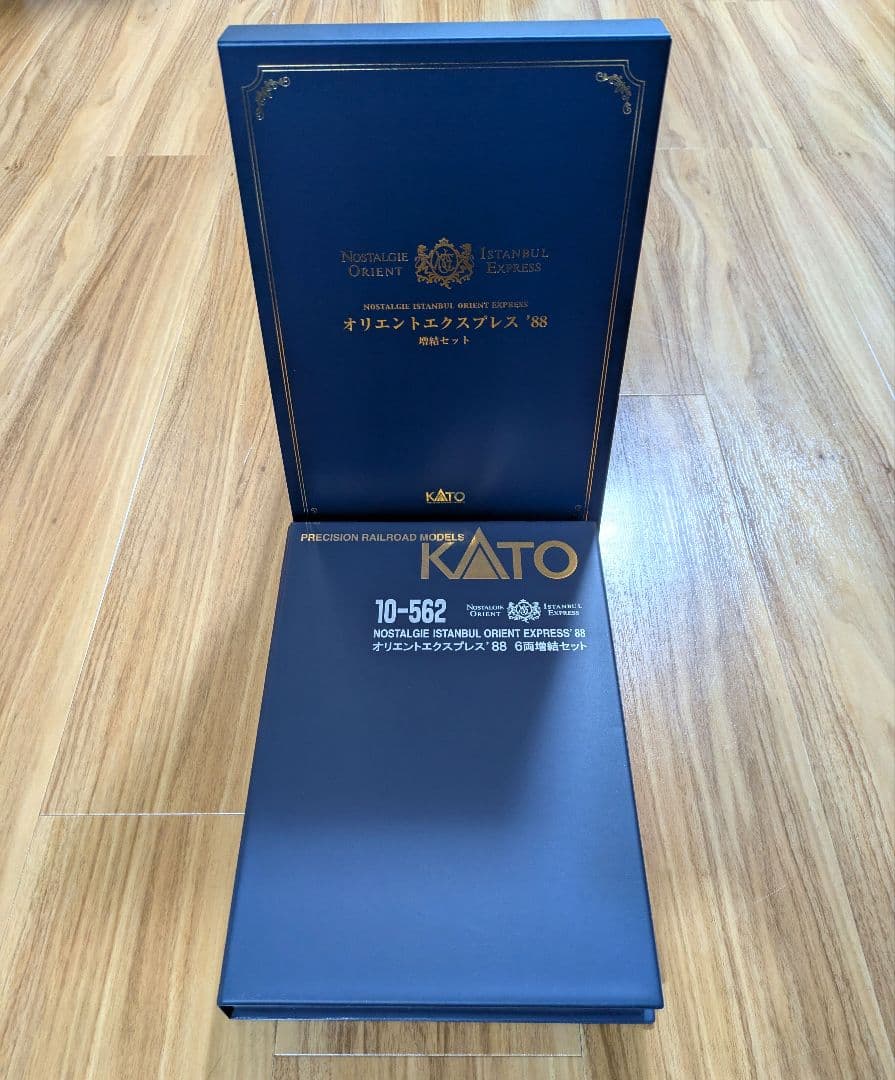 NOSTALGIE ISTANBUL
ORIENT EXPRESS
NOSTALGIE ISTANBUL ORIENT EXPRESS
オリエントエクスプレス '88
増結セット
KATO
PRECISION RAILROAD MODELS
KATO
10-562
NOSTALGIE ISTANBUL
ORIENT EXPRESS
NOSTALGIE ISTANBUL ORIENT EXPRESS'88
オリエントエクスプレス'88 6両増結セット